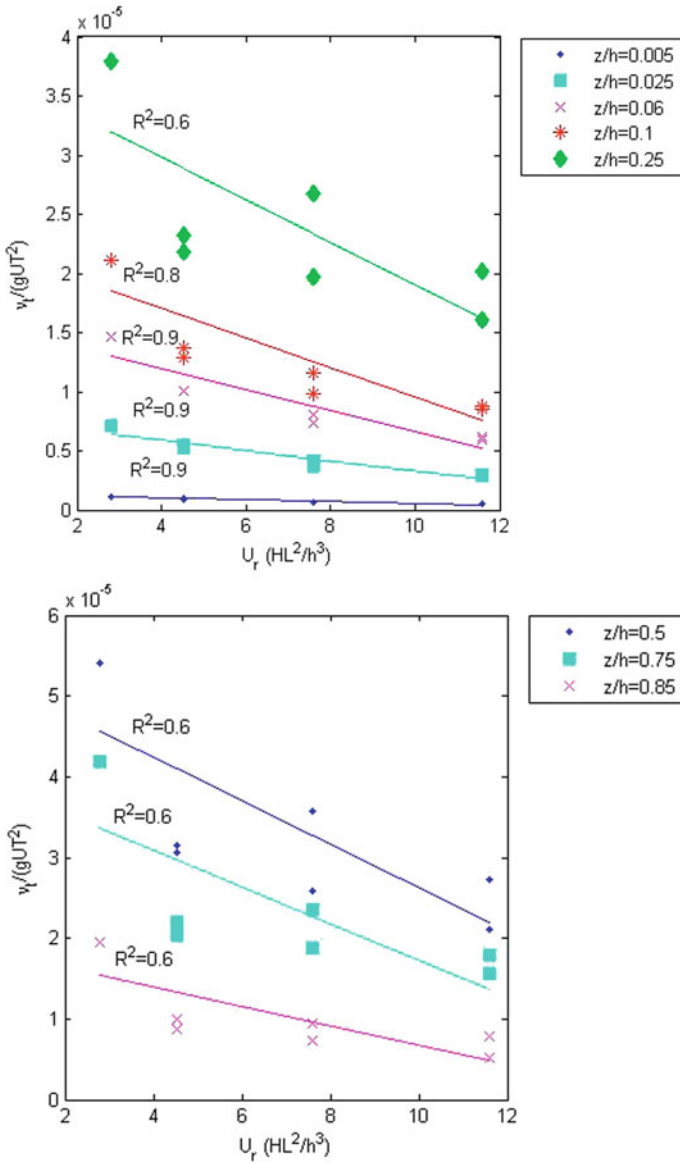 x 10⁻⁵
4
3.5
3
2.5
2
1.5
1
0.5
0
νt/(gUT²)
R²=0.6
R²=0.8
R²=0.9
R²=0.9
R²=0.9
2 4 6 8 10 12
Ur (HL²/h³)
z/h=0.005
z/h=0.025
z/h=0.06
z/h=0.1
z/h=0.25
x 10⁻⁵
6
5
4
3
2
1
0
νt/(gUT²)
R²=0.6
R²=0.6
R²=0.6
2 4 6 8 10 12
Ur (HL²/h³)
z/h=0.5
z/h=0.75
z/h=0.85